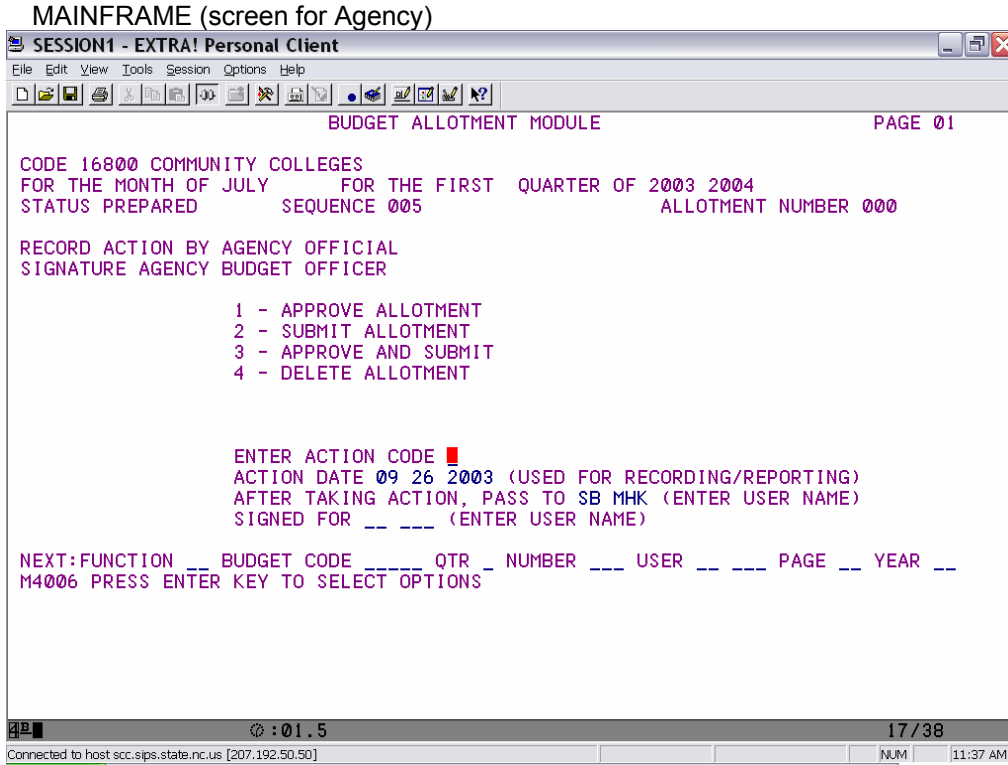 MAINFRAME (screen for Agency)
SESSION1 - EXTRA! Personal Client
File Edit View Tools Session Options Help
BUDGET ALLOTMENT MODULE PAGE 01
CODE 16800 COMMUNITY COLLEGES
FOR THE MONTH OF JULY FOR THE FIRST QUARTER OF 2003 2004
STATUS PREPARED SEQUENCE 005 ALLOTMENT NUMBER 000
RECORD ACTION BY AGENCY OFFICIAL
SIGNATURE AGENCY BUDGET OFFICER
1 - APPROVE ALLOTMENT
2 - SUBMIT ALLOTMENT
3 - APPROVE AND SUBMIT
4 - DELETE ALLOTMENT
ENTER ACTION CODE _
ACTION DATE 09 26 2003 (USED FOR RECORDING/REPORTING)
AFTER TAKING ACTION, PASS TO SB MHK (ENTER USER NAME)
SIGNED FOR __ ___ (ENTER USER NAME)
NEXT:FUNCTION __ BUDGET CODE _____ QTR _ NUMBER ___ USER __ ___ PAGE __ YEAR __
M4006 PRESS ENTER KEY TO SELECT OPTIONS
4B :01.5 17/38
Connected to host scc.sips.state.nc.us [207.192.50.50] NUM 11:37 AM